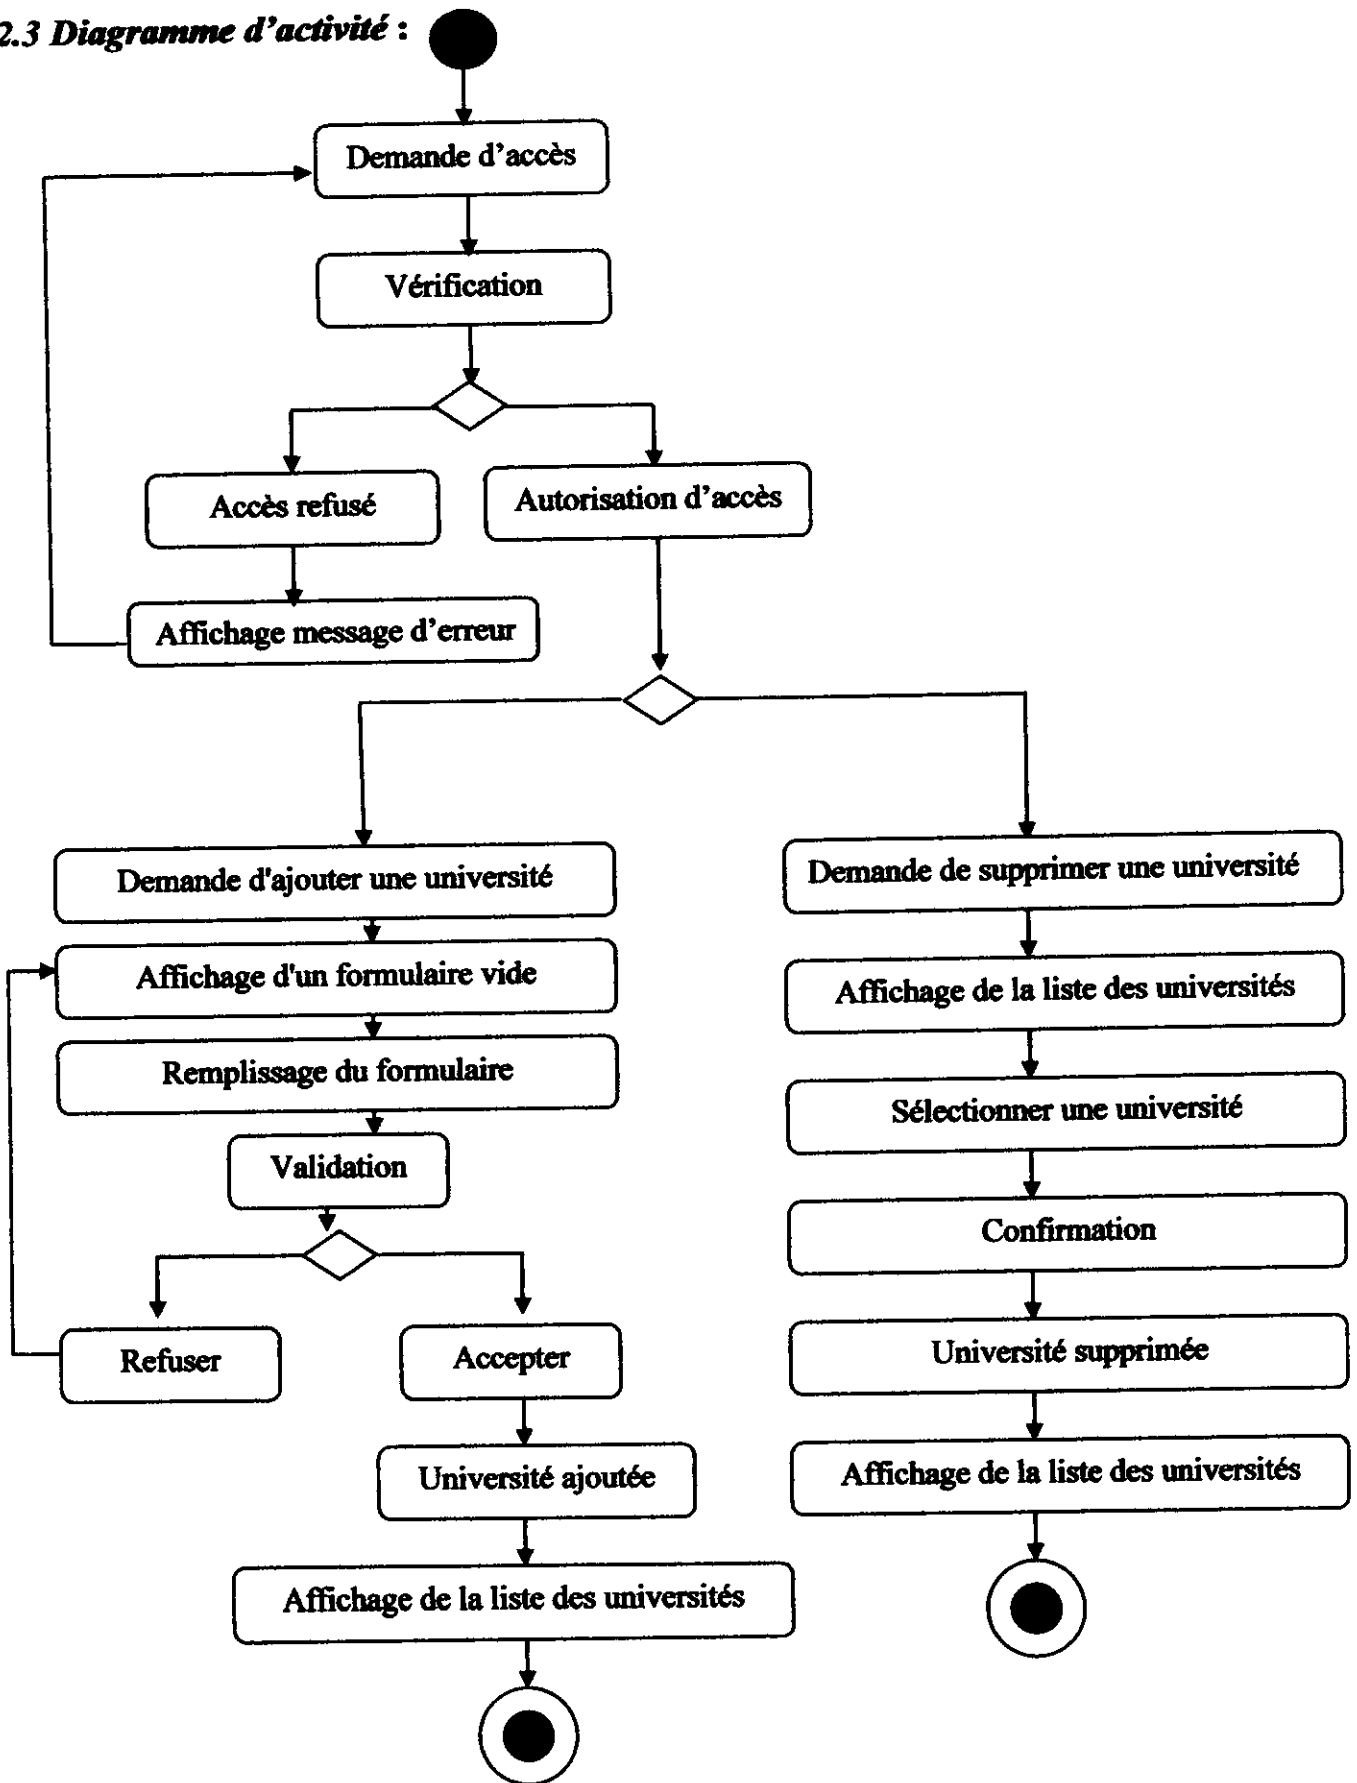 2.3 Diagramme d’activité :
Demande d’accès
Vérification
Accès refusé
Autorisation d’accès
Affichage message d’erreur
Demande d'ajouter une université
Affichage d'un formulaire vide
Remplissage du formulaire
Validation
Refuser
Accepter
Université ajoutée
Affichage de la liste des universités
Demande de supprimer une université
Affichage de la liste des universités
Sélectionner une université
Confirmation
Université supprimée
Affichage de la liste des universités